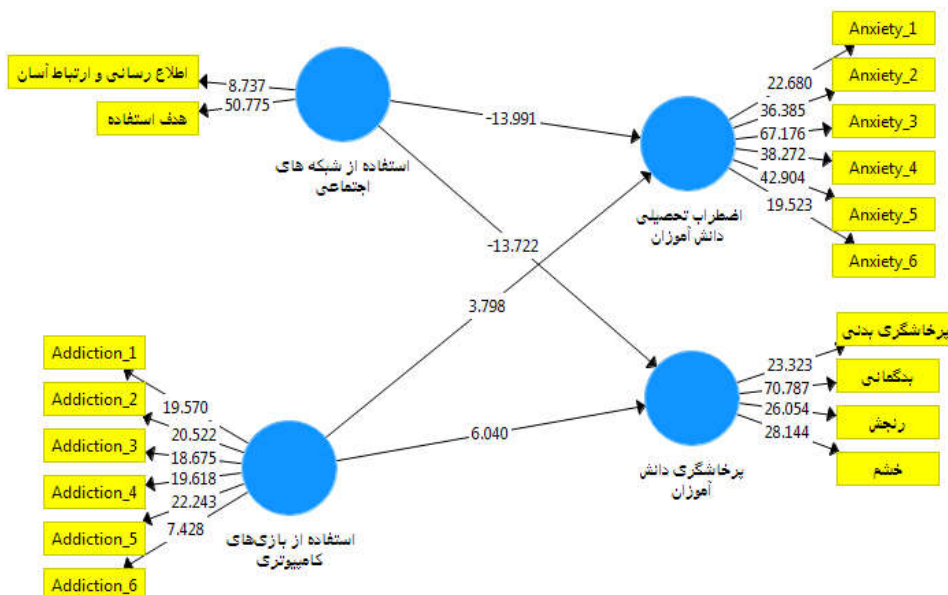 اطلاع رسانی و ارتباط آسان
هدف استفاده
8.737
50.775
استفاده از شبکه های
اجتماعی
-13.991
-13.722
3.798
6.040
Addiction_1
Addiction_2
Addiction_3
Addiction_4
Addiction_5
Addiction_6
19.570
20.522
18.675
19.618
22.243
7.428
استفاده از بازی‌های
کامپیوتری
اضطراب تحصیلی
دانش آموزان
22.680
36.385
67.176
38.272
42.904
19.523
Anxiety_1
Anxiety_2
Anxiety_3
Anxiety_4
Anxiety_5
Anxiety_6
پرخاشگری دانش
آموزان
23.323
70.787
26.054
28.144
پرخاشگری بدنی
بدگمانی
رنجش
خشم